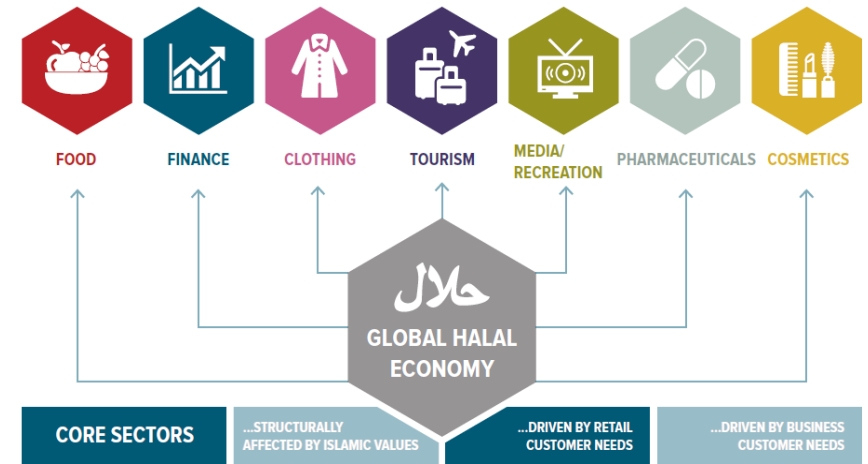 FOOD
FINANCE
CLOTHING
TOURISM
MEDIA/
RECREATION
PHARMACEUTICALS
COSMETICS
حلال
GLOBAL HALAL
ECONOMY
CORE SECTORS
...STRUCTURALLY
AFFECTED BY ISLAMIC VALUES
...DRIVEN BY RETAIL
CUSTOMER NEEDS
...DRIVEN BY BUSINESS
CUSTOMER NEEDS